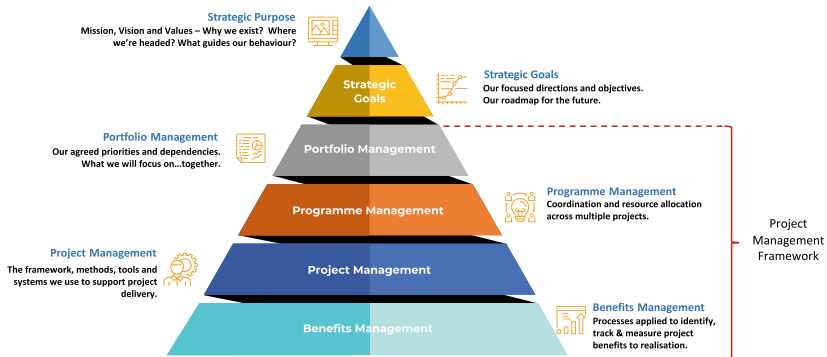 Strategic Purpose
Mission, Vision and Values – Why we exist?  Where
we're headed? What guides our behaviour?
Strategic
Goals
Strategic Goals
Our focused directions and objectives.
Our roadmap for the future.
Portfolio Management
Our agreed priorities and dependencies.
What we will focus on...together.
Portfolio Management
Programme Management
Programme Management
Coordination and resource allocation
across multiple projects.
Project
Management
Framework
Project Management
The framework, methods, tools and
systems we use to support project
delivery.
Project Management
Benefits Management
Benefits Management
Processes applied to identify,
track & measure project
benefits to realisation.